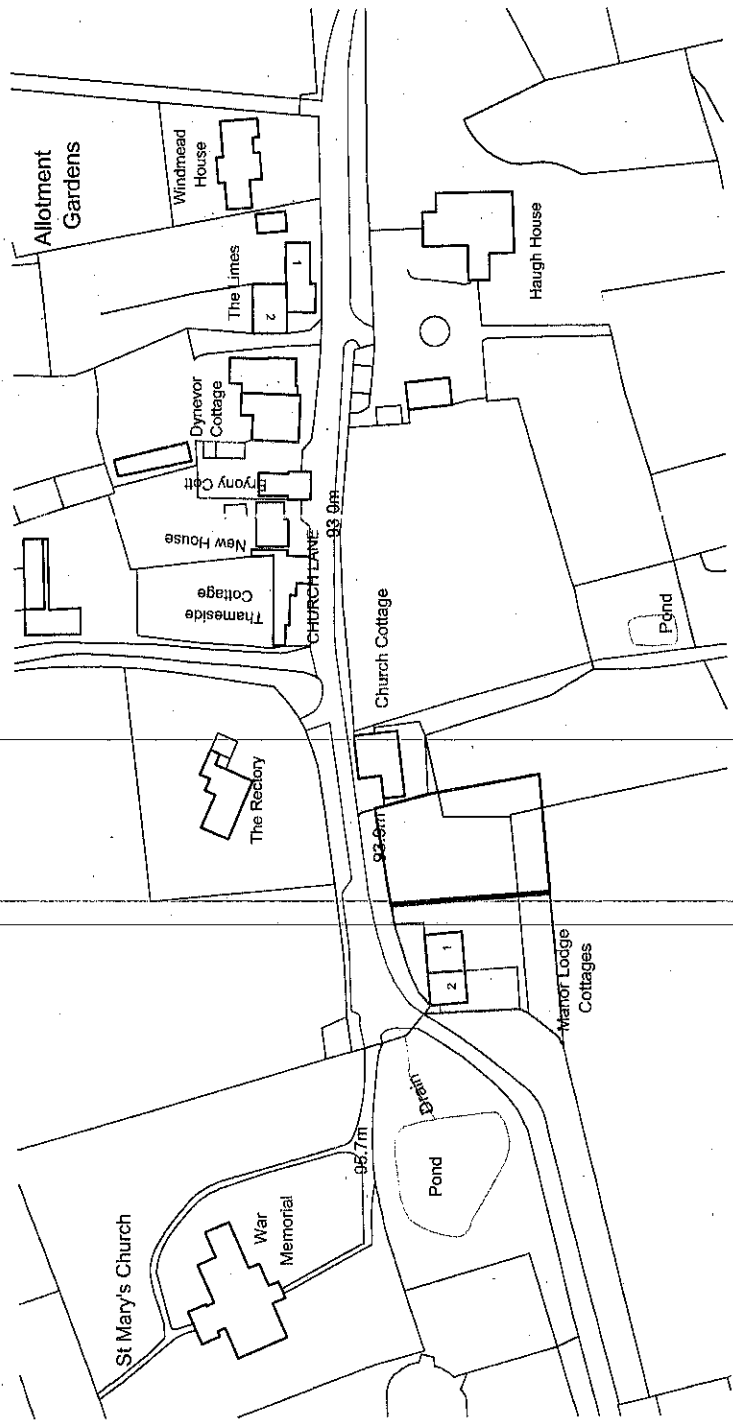 Allotment
Gardens
Windmead
House
The Limes
1
2
Haugh House
Dynevor
Cottage
Bryony Cott
New House
93.9m
CHURCH LANE
Thameside
Cottage
Church Cottage
Pond
The Rectory
93.9m
1
2
Manor Lodge
Cottages
Drain
95.7m
Pond
War
Memorial
St Mary's Church